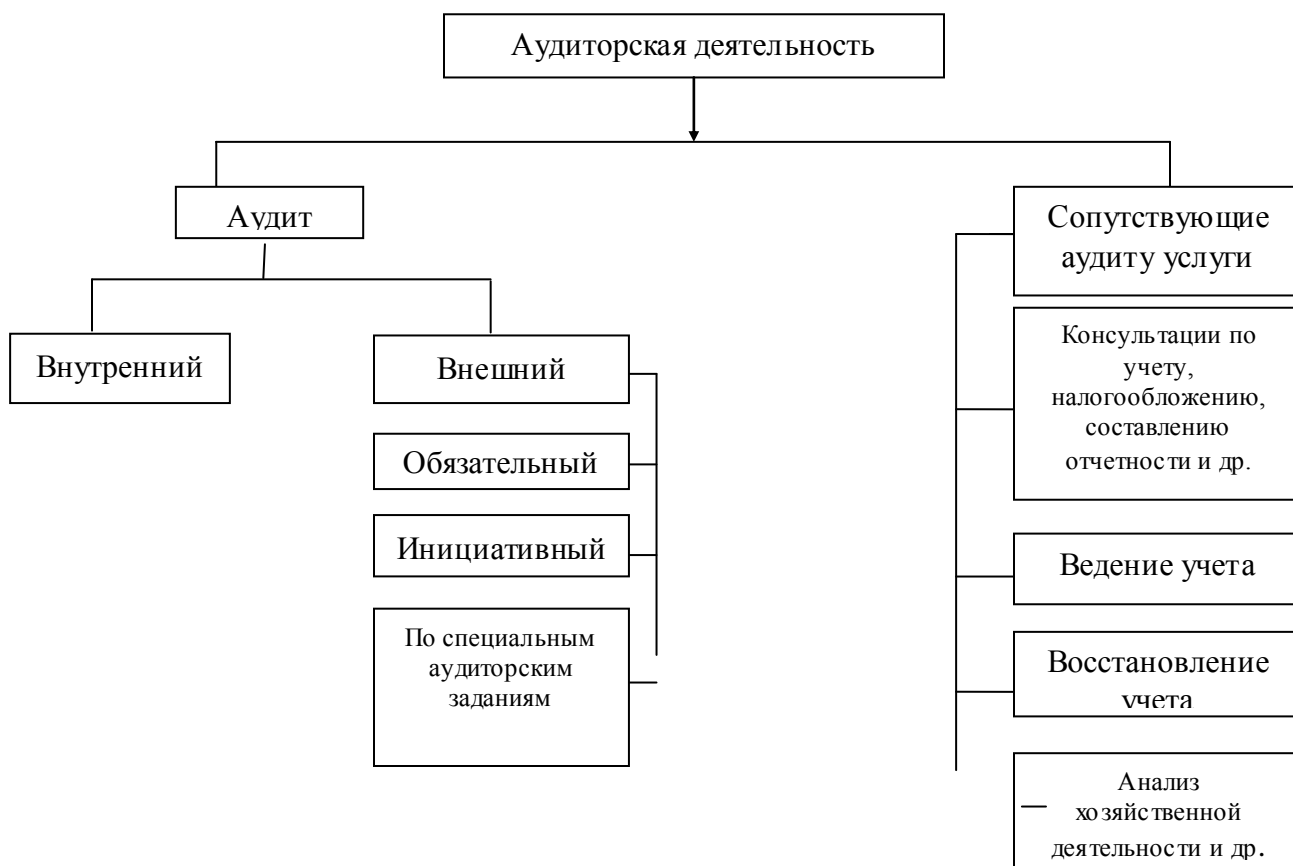 Аудиторская деятельность
Аудит
Сопутствующие
аудиту услуги
Внутренний
Внешний
Консультации по
учету,
налогообложению,
составлению
отчетности и др.
Обязательный
Инициативный
Ведение учета
По специальным
аудиторским
заданиям
Восстановление
учета
Анализ
хозяйственной
деятельности и др.